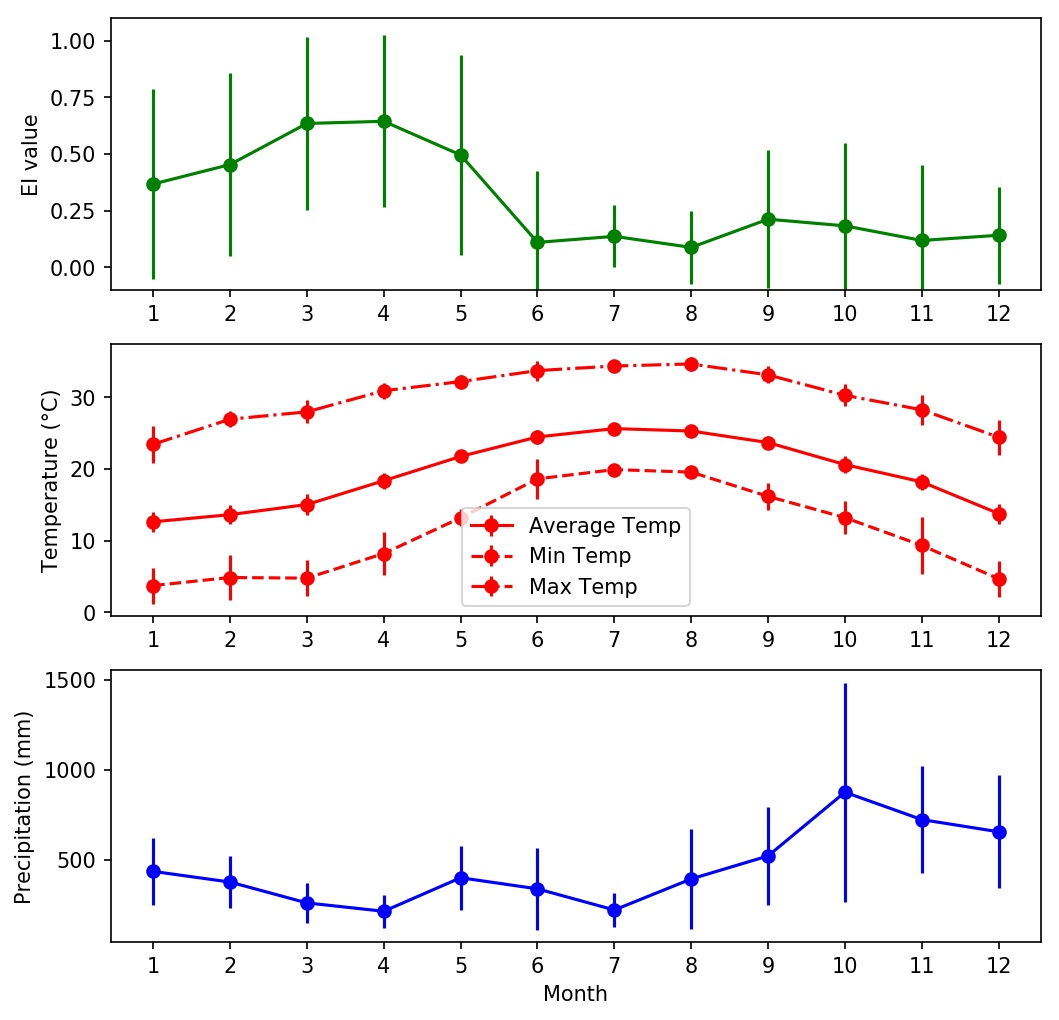 1.00
0.75
0.50
0.25
0.00
EI value
1 2 3 4 5 6 7 8 9 10 11 12
30
20
10
0
Temperature (°C)
Average Temp
Min Temp
Max Temp
1 2 3 4 5 6 7 8 9 10 11 12
1500
1000
500
Precipitation (mm)
1 2 3 4 5 6 7 8 9 10 11 12
Month